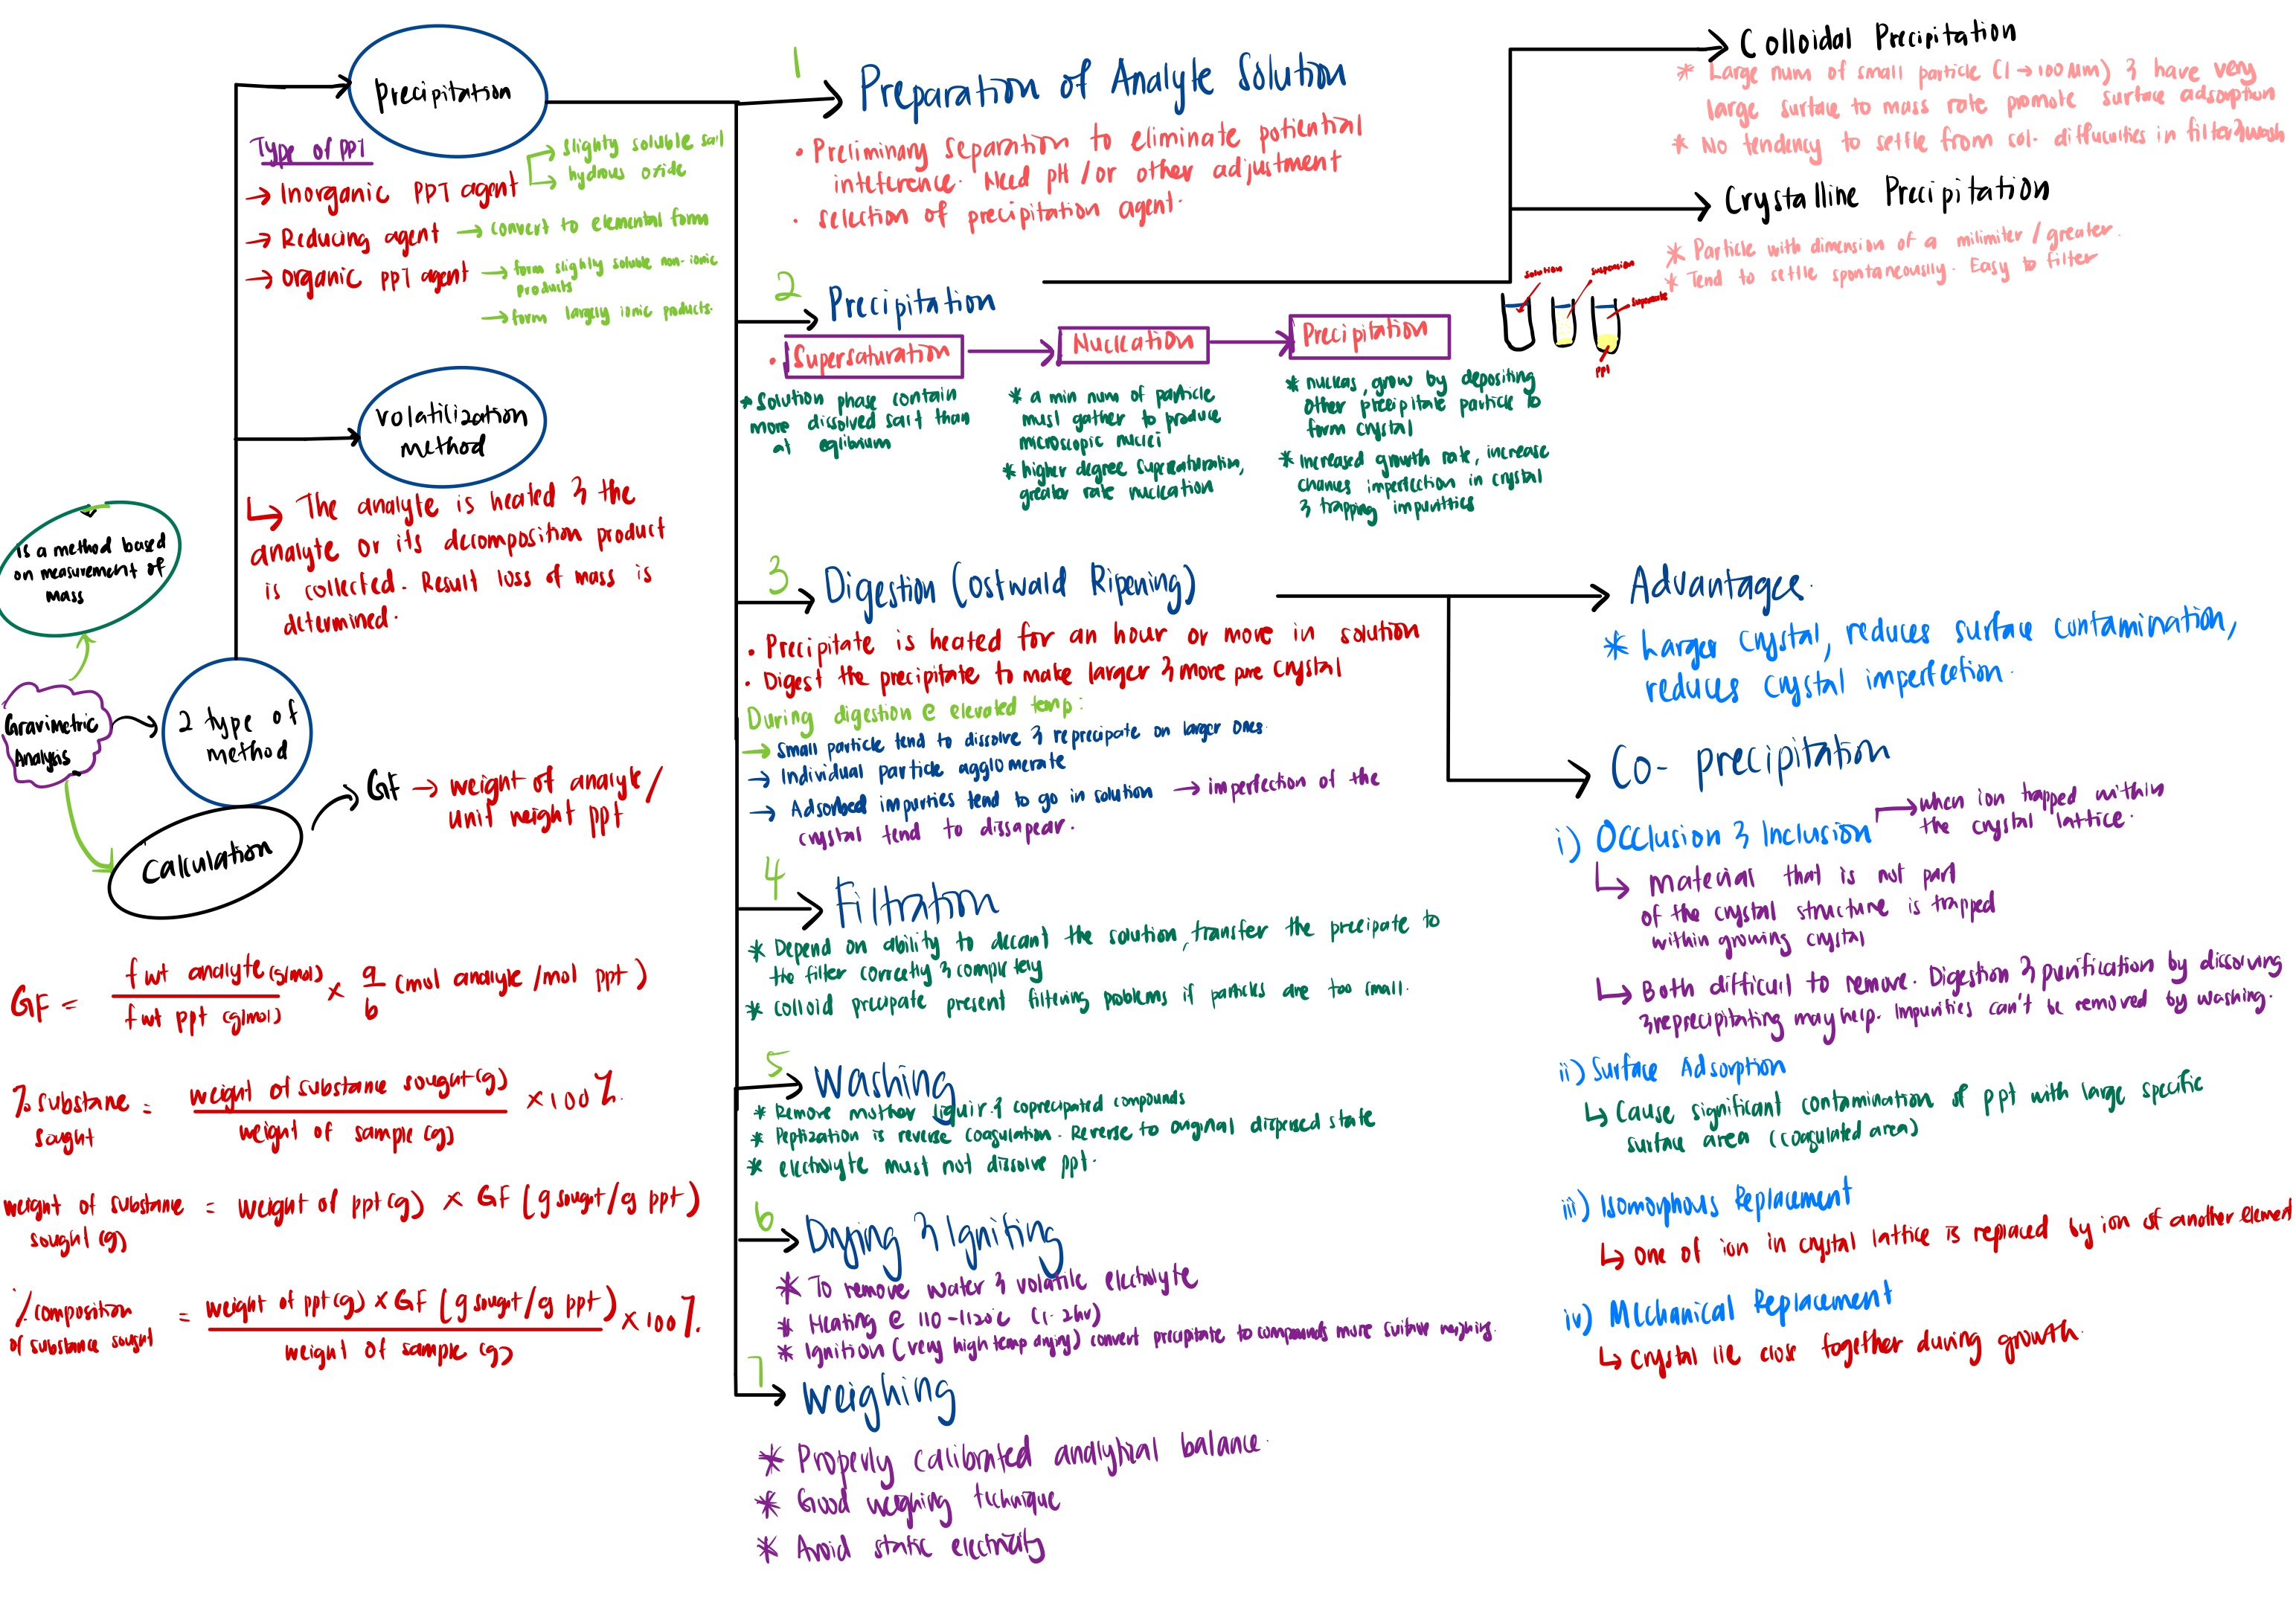 Gravimetric
Analysis
is a method based
on measurement of
mass
2 type of
method
Calculation
GF → weight of analyte /
unit weight ppt
GF = f wt analyte (g/mol) / f wt ppt (g/mol) × a/b (mol analyte / mol ppt)
% substane sought = weight of substance sought (g) / weight of sample (g) × 100%.
weight of substance sought (g) = weight of ppt (g) × GF (g sought / g ppt)
% composition of substance sought = weight of ppt (g) × GF (g sought / g ppt) / weight of sample (g) × 100%.
Precipitation
Type of PPT
→ Inorganic PPT agent
→ slighty soluble salt
→ hydrous oxide
→ Reducing agent → convert to elemental form
→ organic PPT agent → form slighly soluble non-ionic
products
→ form largely ionic products.
volatilization
method
↳ The analyte is heated & the
analyte or its decomposition product
is collected. Result loss of mass is
determined.
1
Preparation of Analyte Solution
• Preliminary separation to eliminate potiential
inteference. Need pH / or other adjustment
• selection of precipitation agent.
2
Precipitation
• Supersaturation → Nucleation → Precipitation
* Solution phase contain
more dissolved salt than
at eqlibrium
* a min num of particle
must gather to produce
microscopic nuclei
* higher degree supersaturation,
greater rate nucleation
* nucleas, grow by depositing
other precipitate particle to
form crystal
* Increased growth rate, increase
chances imperfection in crystal
& trapping impurities
solution
suspension
supernate
PPT
Colloidal Precipitation
* Large num of small particle (1 → 100 Mm) & have very
large surface to mass rate promote surface adsorption
* No tendency to settle from sol. diffuculties in filter & wash
Crystalline Precipitation
* Particle with dimension of a milimiter / greater.
* Tend to settle spontaneously. Easy to filter
3
Digestion (Ostwald Ripening)
• Precipitate is heated for an hour or more in solution
• Digest the precipitate to make larger & more pure crystal
During digestion @ elevated temp:
→ Small particle tend to dissolve & reprecipate on larger ones.
→ Individual particle agglomerate
→ Adsorbed impurties tend to go in solution → imperfection of the
crystal tend to dissapear.
Advantages.
* Larger crystal, reduces surface contamination,
reduces crystal imperfection.
Co- precipitation
i) Occlusion & Inclusion → when ion trapped within
the crystal lattice.
↳ Material that is not part
of the crystal structure is trapped
within growing crystal
↳ Both difficult to remove. Digestion & purification by dissolving
& reprecipitating may help. Impurities can't be removed by washing.
ii) Surface Adsorption
↳ Cause significant contamination of ppt with large specific
surface area (coagulated area)
iii) Isomorphous Replacement
↳ one of ion in crystal lattice is replaced by ion of another element
iv) Mechanical Replacement
↳ crystal lie close together during growth.
4
Filtration
* Depend on ability to decant the solution, transfer the precipate to
the filter correctly & completely
* colloid precipate present filtering problems if particles are too small.
5
Washing
* Remove mother liquir & coprecipated compounds
* Peptization is reverse coagulation. Reverse to original dispersed state
* electrolyte must not dissolve ppt.
6
Drying & Igniting
* To remove water & volatile electrolyte
* Heating @ 110-1120°c (1-2hr)
* Ignition (very high temp drying) convert precipitate to compounds more suitable weighing.
7
Weighing
* Properly calibrated analytical balance.
* Good weighing technique
* Avoid static electricity